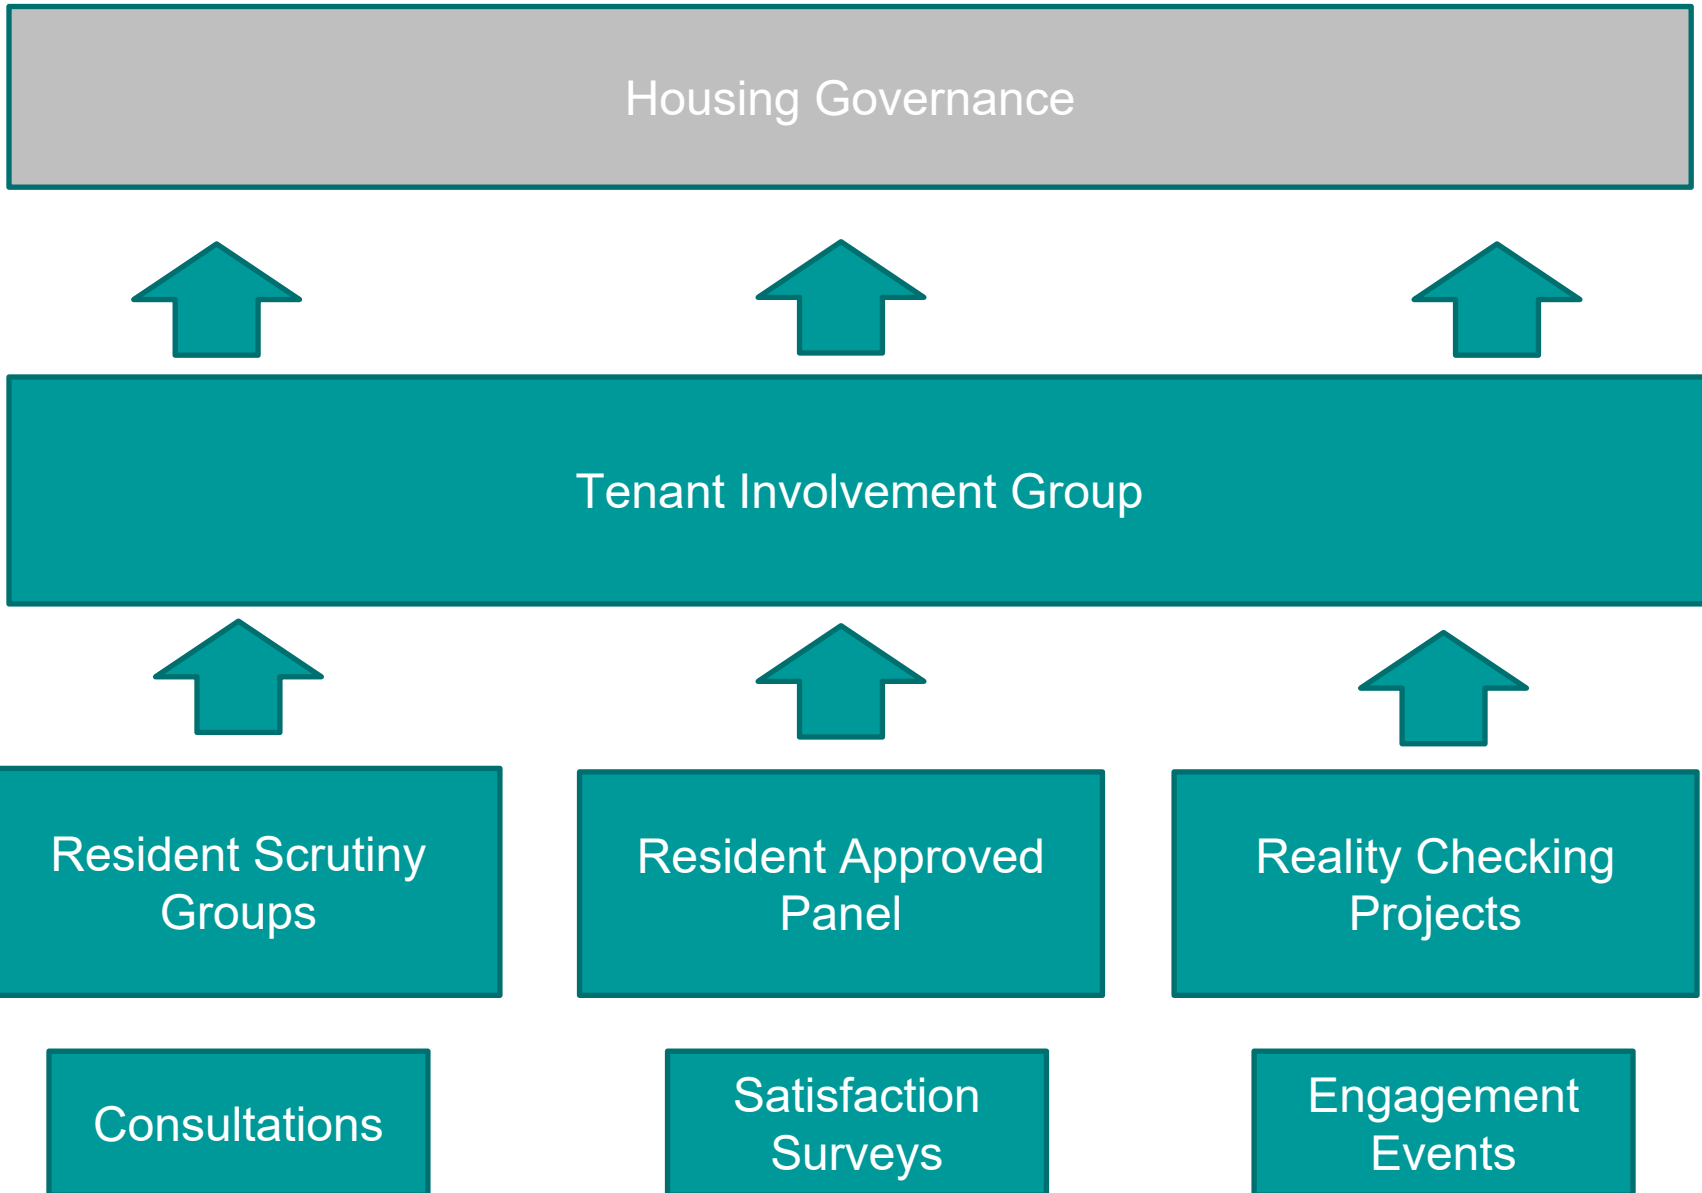 Housing Governance
Tenant Involvement Group
Resident Scrutiny
Groups
Resident Approved
Panel
Reality Checking
Projects
Consultations
Satisfaction
Surveys
Engagement
Events